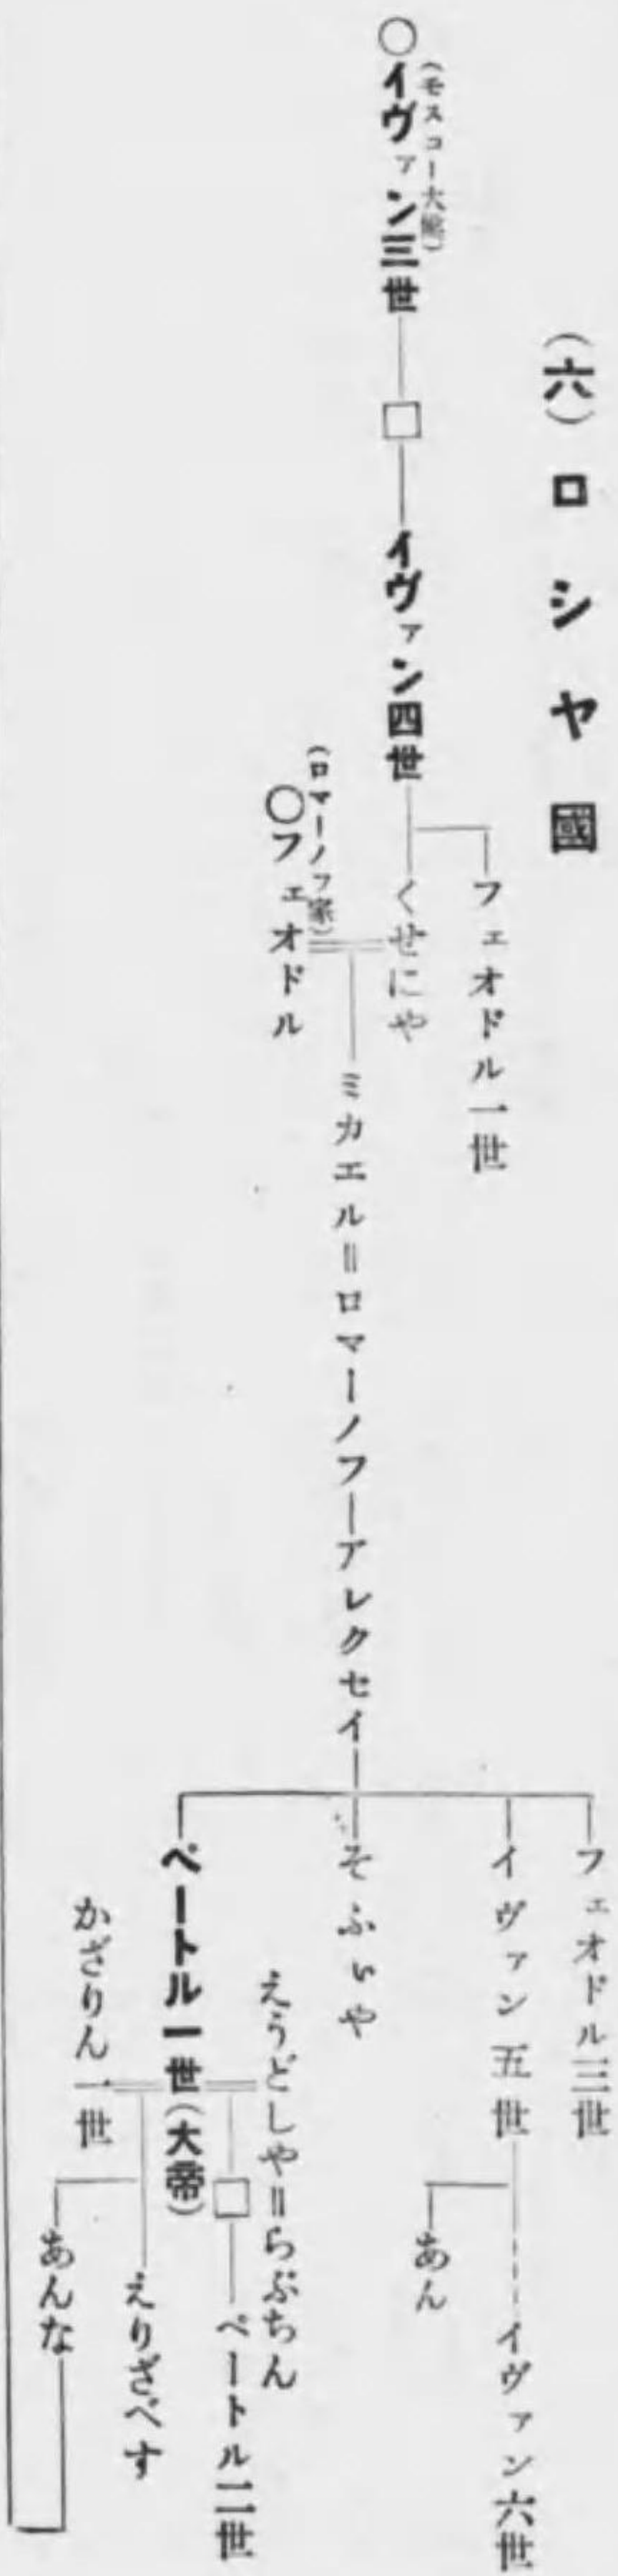 (六)ロシヤ國
(モスコー大公)
○イヴァン三世
□
イヴァン四世
フェオドル一世
くせにや
(ロマーノフ家)
○フェオドル
ミカエル=ロマーノフ―アレクセイ
フェオドル三世
イヴァン五世
イヴァン六世
あん
そふぃや
えうどしや=らぷちん
□
ペートル二世
ペートル一世(大帝)
えりざべす
かざりん一世
あんな